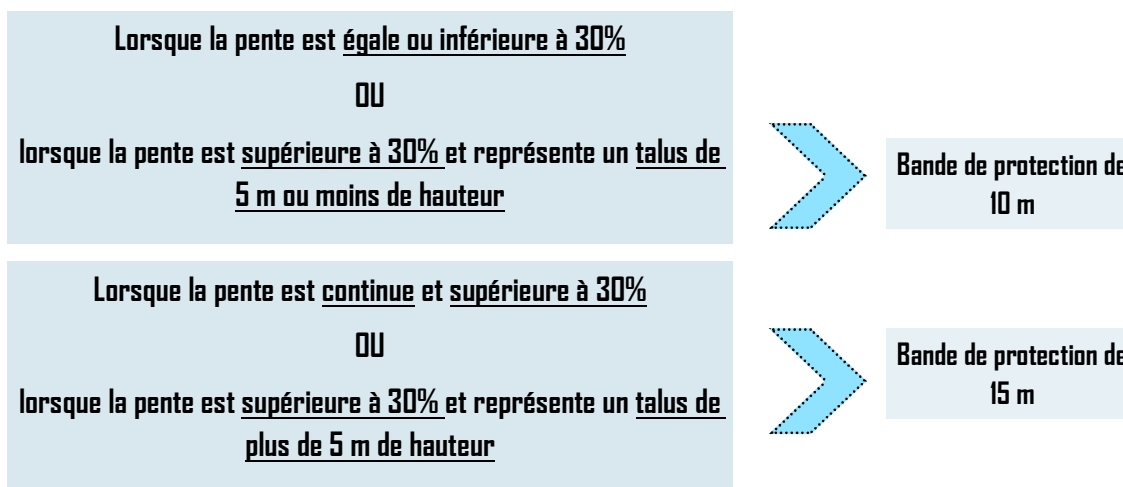 Lorsque la pente est égale ou inférieure à 30%
OU
lorsque la pente est supérieure à 30% et représente un talus de
5 m ou moins de hauteur
Bande de protection de
10 m
Lorsque la pente est continue et supérieure à 30%
OU
lorsque la pente est supérieure à 30% et représente un talus de
plus de 5 m de hauteur
Bande de protection de
15 m